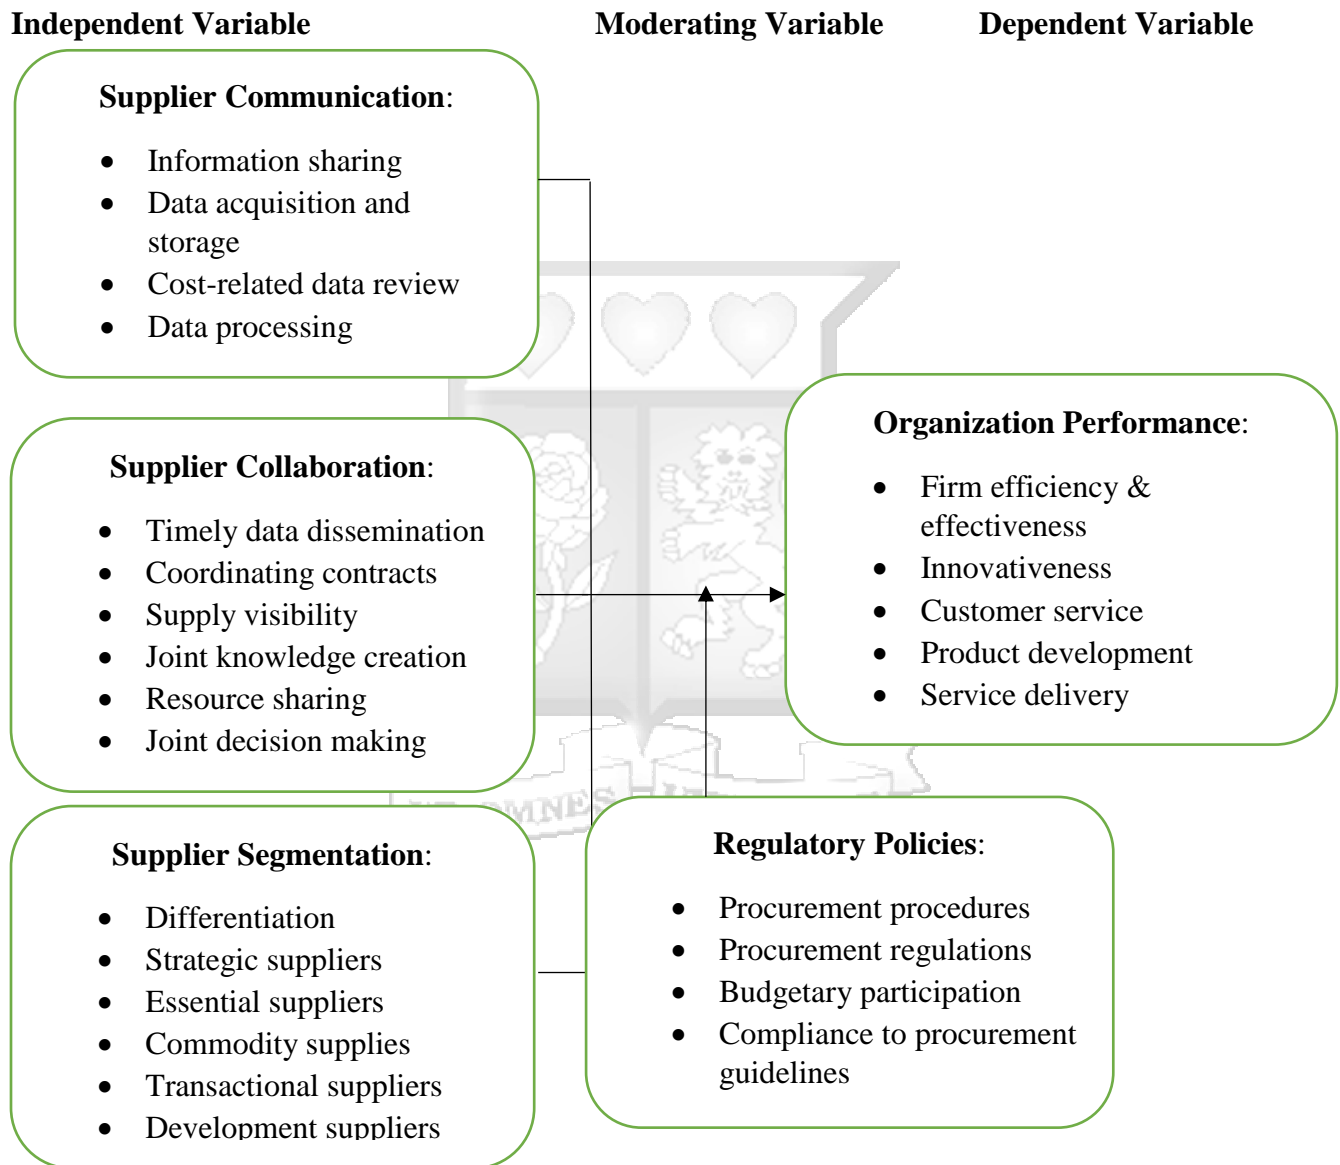 Independent Variable Moderating Variable Dependent Variable
Supplier Communication:
• Information sharing
• Data acquisition and
storage
• Cost-related data review
• Data processing
Supplier Collaboration:
• Timely data dissemination
• Coordinating contracts
• Supply visibility
• Joint knowledge creation
• Resource sharing
• Joint decision making
Organization Performance:
• Firm efficiency &
effectiveness
• Innovativeness
• Customer service
• Product development
• Service delivery
OMNES
Supplier Segmentation:
• Differentiation
• Strategic suppliers
• Essential suppliers
• Commodity supplies
• Transactional suppliers
• Development suppliers
Regulatory Policies:
• Procurement procedures
• Procurement regulations
• Budgetary participation
• Compliance to procurement
guidelines